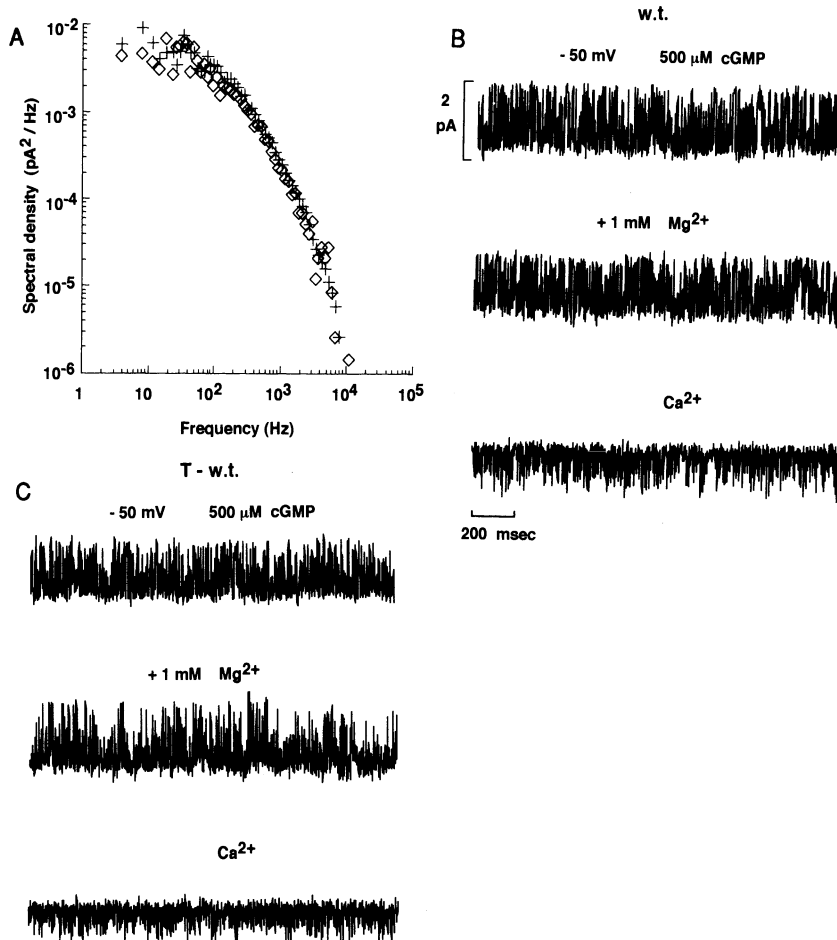 A
10⁻²
10⁻³
10⁻⁴
10⁻⁵
10⁻⁶
Spectral density (pA² / Hz)
1
10
10²
10³
10⁴
10⁵
Frequency (Hz)
w.t.
B
- 50 mV 500 µM cGMP
2
pA
+ 1 mM Mg²⁺
Ca²⁺
200 msec
T - w.t.
C
- 50 mV 500 µM cGMP
+ 1 mM Mg²⁺
Ca²⁺